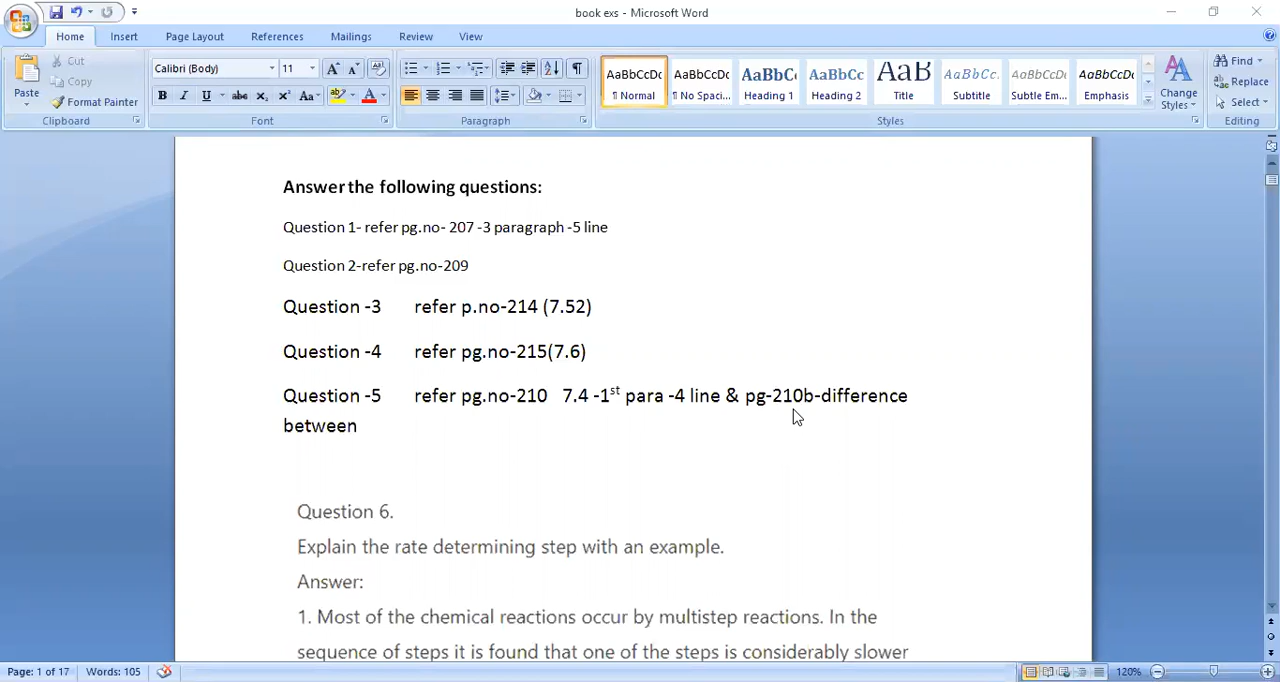 book exs - Microsoft Word
Home Insert Page Layout References Mailings Review View
Paste
Cut
Copy
Format Painter
Clipboard
Calibri (Body) 11
Font
Paragraph
AaBbCcDc AaBbCcDc AaBbC AaBbCc AaB AaBbCc. AaBbCcDc AaBbCcDc
¶ Normal ¶ No Spaci... Heading 1 Heading 2 Title Subtitle Subtle Em... Emphasis
Change Styles
Styles
Find
Replace
Select
Editing
Answer the following questions:
Question 1- refer pg.no- 207 -3 paragraph -5 line
Question 2-refer pg.no-209
Question -3 refer p.no-214 (7.52)
Question -4 refer pg.no-215(7.6)
Question -5 refer pg.no-210 7.4 -1st para -4 line & pg-210b-difference
between
Question 6.
Explain the rate determining step with an example.
Answer:
1. Most of the chemical reactions occur by multistep reactions. In the
sequence of steps it is found that one of the steps is considerably slower
Page: 1 of 17 Words: 105 120%